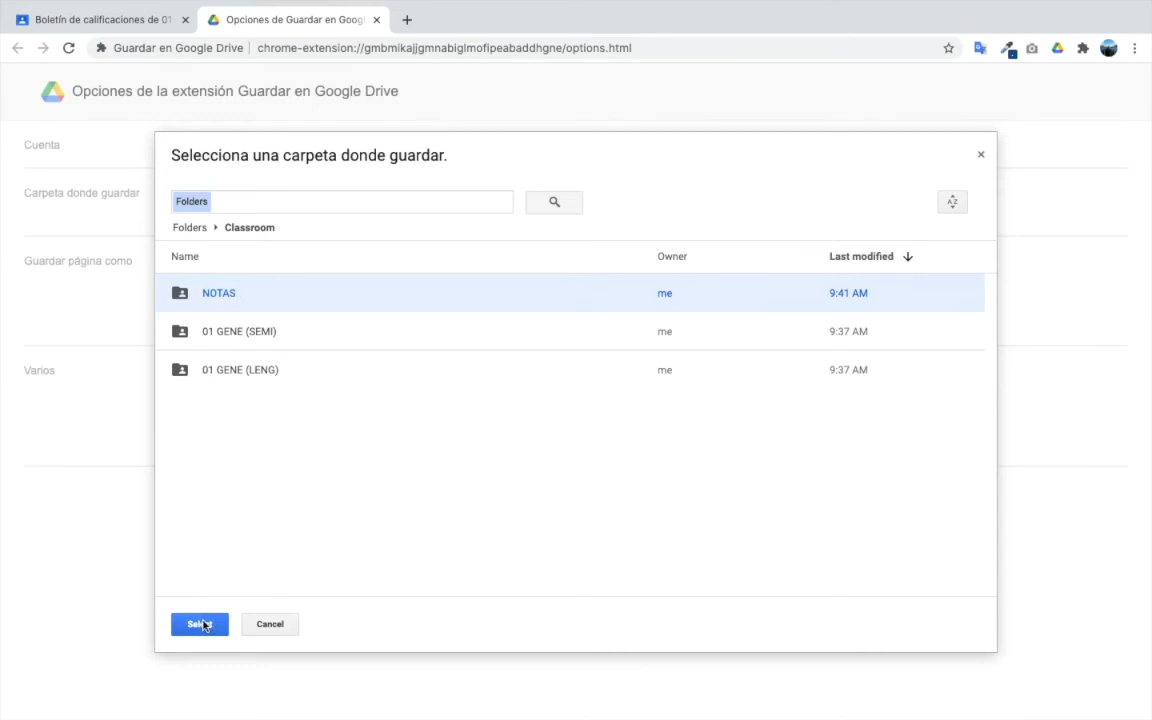 Boletín de calificaciones de 01
Opciones de Guardar en Goog
Guardar en Google Drive
chrome-extension://gmbmikajjgmnabiglmofipeabaddhgne/options.html
Opciones de la extensión Guardar en Google Drive
Cuenta
Carpeta donde guardar
Guardar página como
Varios
Selecciona una carpeta donde guardar.
Folders
AZ
Folders Classroom
Name Owner Last modified
NOTAS me 9:41 AM
01 GENE (SEMI) me 9:37 AM
01 GENE (LENG) me 9:37 AM
Select Cancel